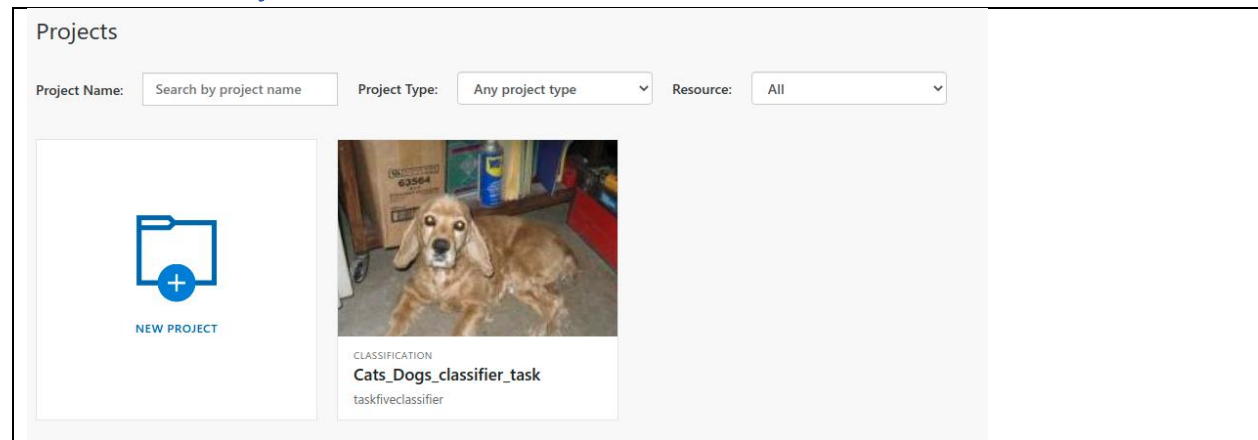 Projects
Project Name: Search by project name Project Type: Any project type Resource: All
63564
NEW PROJECT
CLASSIFICATION
Cats_Dogs_classifier_task
taskfiveclassifier